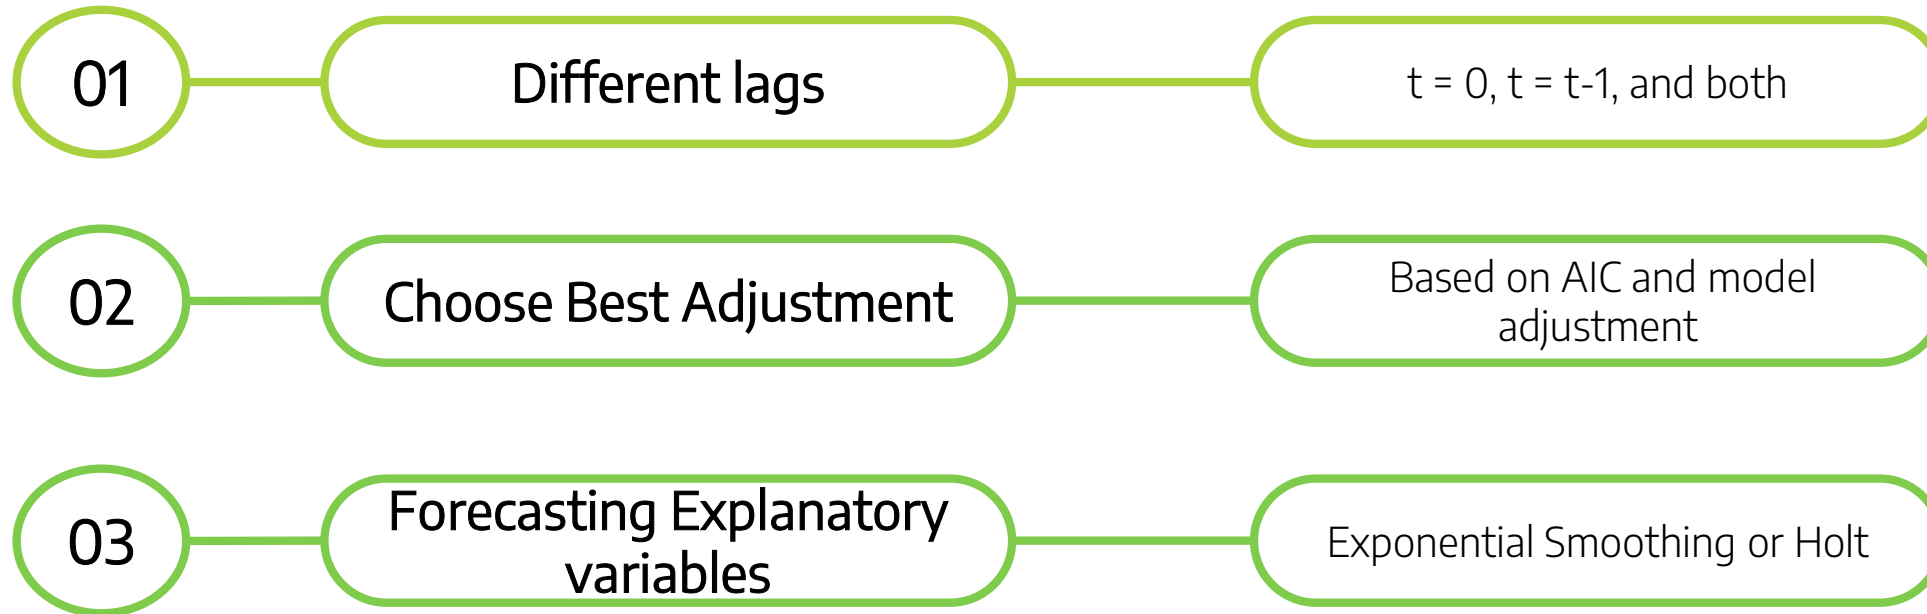 01
Different lags
t = 0, t = t-1, and both
02
Choose Best Adjustment
Based on AIC and model
adjustment
03
Forecasting Explanatory
variables
Exponential Smoothing or Holt